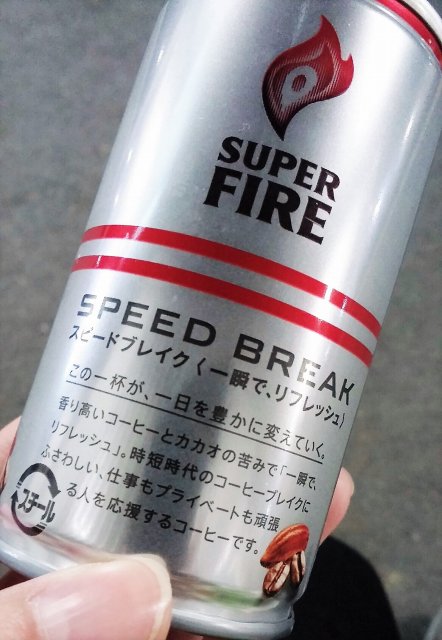 SUPER
FIRE
SPEED BREAK
スピードブレイク〈一瞬で、リフレッシュ〉
この一杯が、一日を豊かに変えていく。
香り高いコーヒーとカカオの苦みで「一瞬で、
リフレッシュ」。時短時代のコーヒーブレイクに
ふさわしい、仕事もプライベートも頑張
る人を応援するコーヒーです。
スチール